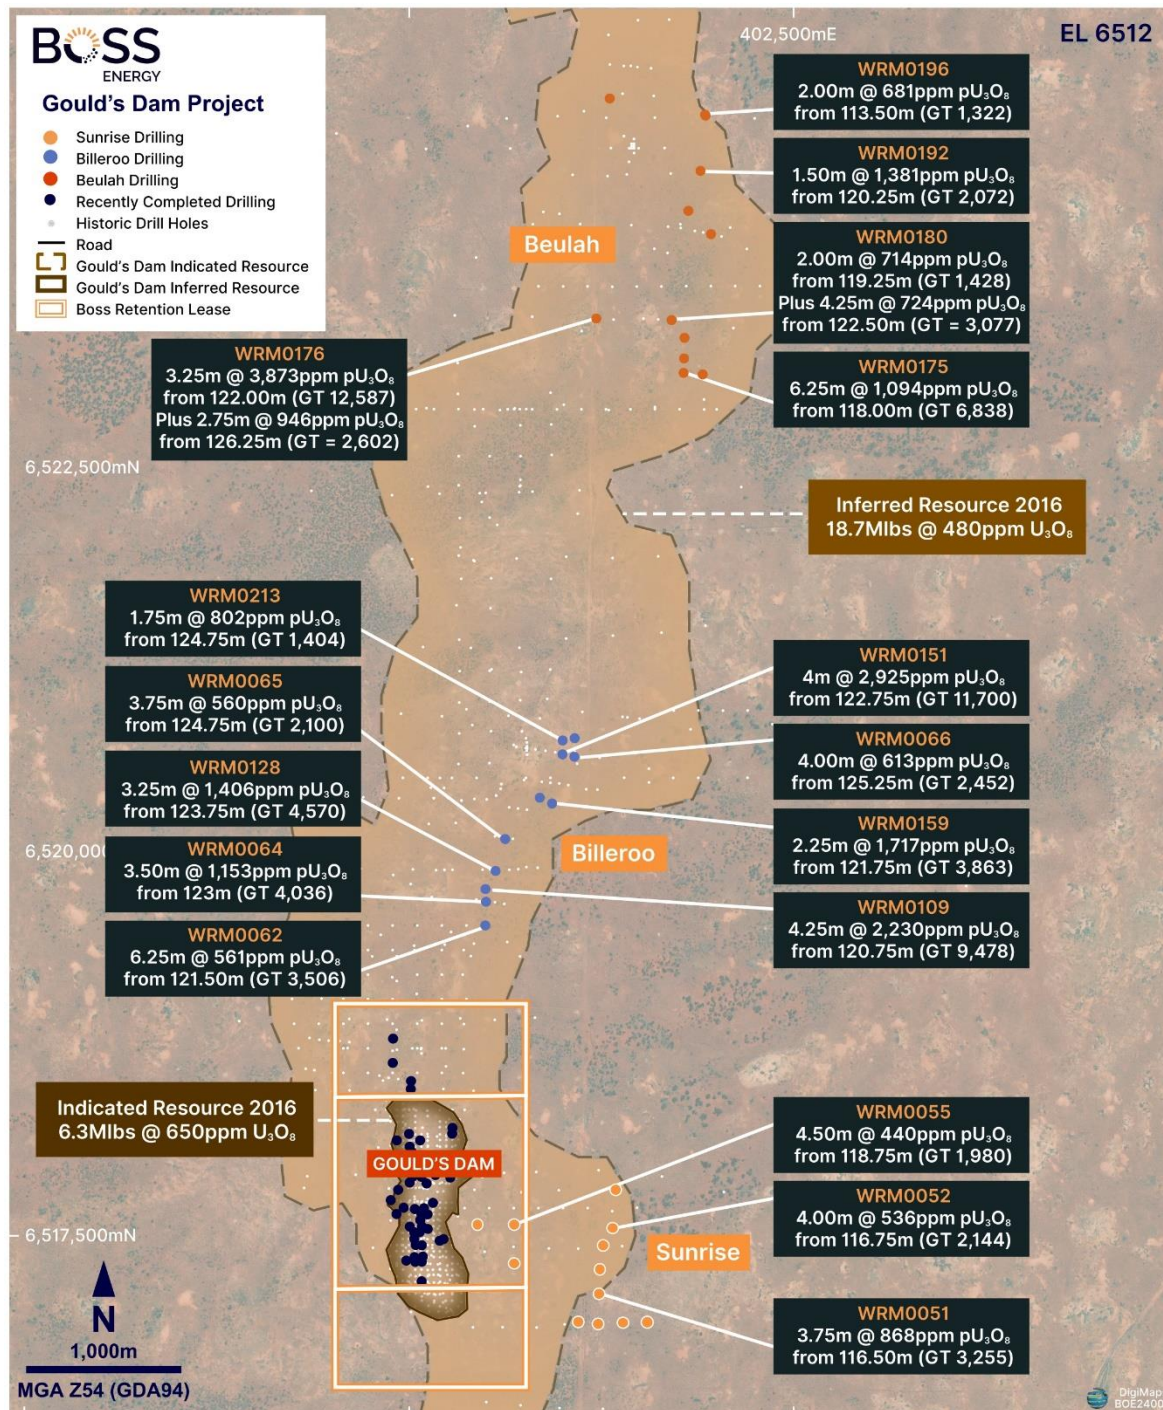 BOSS
ENERGY
Gould's Dam Project
Sunrise Drilling
Billeroo Drilling
Beulah Drilling
Recently Completed Drilling
Historic Drill Holes
Road
Gould's Dam Indicated Resource
Gould's Dam Inferred Resource
Boss Retention Lease
402,500mE
EL 6512
WRM0196
2.00m @ 681ppm pU₃O₈
from 113.50m (GT 1,322)
WRM0192
1.50m @ 1,381ppm pU₃O₈
from 120.25m (GT 2,072)
Beulah
WRM0180
2.00m @ 714ppm pU₃O₈
from 119.25m (GT 1,428)
Plus 4.25m @ 724ppm pU₃O₈
from 122.50m (GT = 3,077)
WRM0176
3.25m @ 3,873ppm pU₃O₈
from 122.00m (GT 12,587)
Plus 2.75m @ 946ppm pU₃O₈
from 126.25m (GT = 2,602)
WRM0175
6.25m @ 1,094ppm pU₃O₈
from 118.00m (GT 6,838)
6,522,500mN
Inferred Resource 2016
18.7Mlbs @ 480ppm U₃O₈
WRM0213
1.75m @ 802ppm pU₃O₈
from 124.75m (GT 1,404)
WRM0065
3.75m @ 560ppm pU₃O₈
from 124.75m (GT 2,100)
WRM0128
3.25m @ 1,406ppm pU₃O₈
from 123.75m (GT 4,570)
6,520,000
WRM0064
3.50m @ 1,153ppm pU₃O₈
from 123m (GT 4,036)
WRM0062
6.25m @ 561ppm pU₃O₈
from 121.50m (GT 3,506)
WRM0151
4m @ 2,925ppm pU₃O₈
from 122.75m (GT 11,700)
WRM0066
4.00m @ 613ppm pU₃O₈
from 125.25m (GT 2,452)
Billeroo
WRM0159
2.25m @ 1,717ppm pU₃O₈
from 121.75m (GT 3,863)
WRM0109
4.25m @ 2,230ppm pU₃O₈
from 120.75m (GT 9,478)
Indicated Resource 2016
6.3Mlbs @ 650ppm U₃O₈
GOULD'S DAM
WRM0055
4.50m @ 440ppm pU₃O₈
from 118.75m (GT 1,980)
WRM0052
4.00m @ 536ppm pU₃O₈
from 116.75m (GT 2,144)
6,517,500mN
Sunrise
WRM0051
3.75m @ 868ppm pU₃O₈
from 116.50m (GT 3,255)
N
1,000m
MGA Z54 (GDA94)
DigiMap
BOE2400